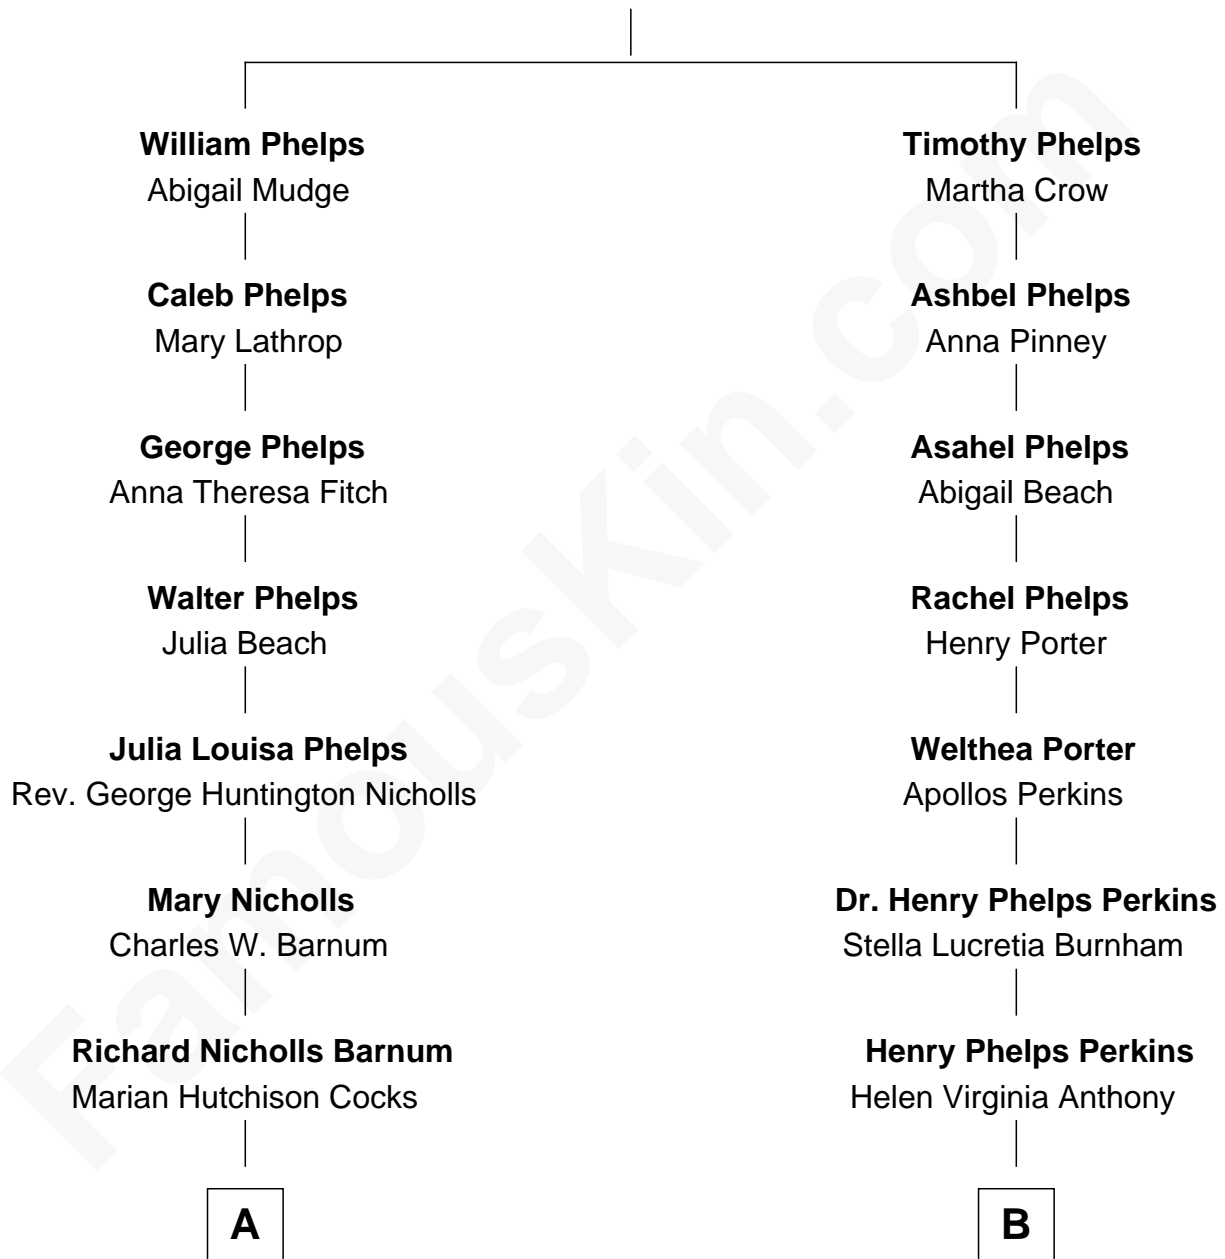 William Phelps
Abigail Mudge
Caleb Phelps
Mary Lathrop
George Phelps
Anna Theresa Fitch
Walter Phelps
Julia Beach
Julia Louisa Phelps
Rev. George Huntington Nicholls
Mary Nicholls
Charles W. Barnum
Richard Nicholls Barnum
Marian Hutchison Cocks
A
Timothy Phelps
Martha Crow
Ashbel Phelps
Anna Pinney
Asahel Phelps
Abigail Beach
Rachel Phelps
Henry Porter
Welthea Porter
Apollos Perkins
Dr. Henry Phelps Perkins
Stella Lucretia Burnham
Henry Phelps Perkins
Helen Virginia Anthony
B
FamousKin.com